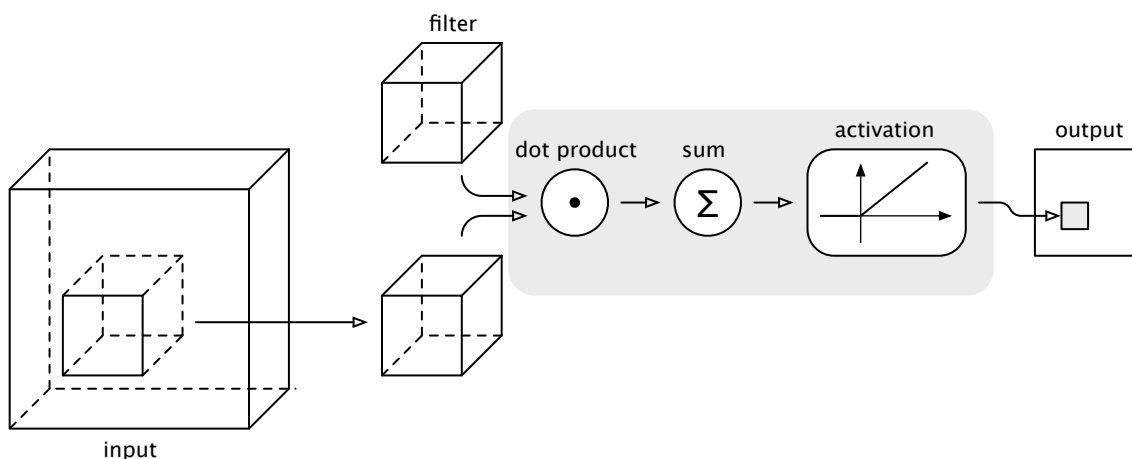 filter
dot product
sum
activation
output
Σ
input